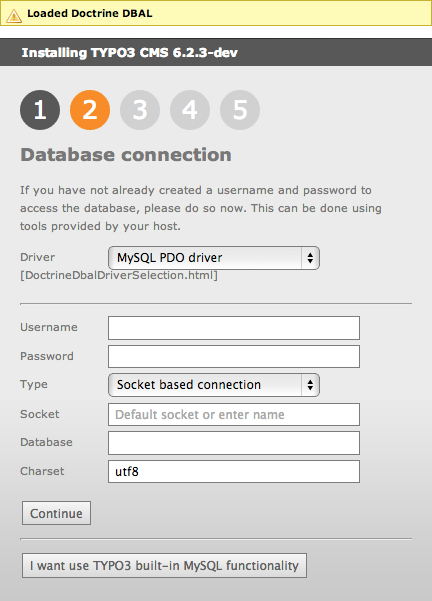 Loaded Doctrine DBAL
Installing TYPO3 CMS 6.2.3-dev
1 2 3 4 5
Database connection
If you have not already created a username and password to
access the database, please do so now. This can be done using
tools provided by your host.
Driver MySQL PDO driver
[DoctrineDbalDriverSelection.html]
Username
Password
Type Socket based connection
Socket Default socket or enter name
Database
Charset utf8
Continue
I want use TYPO3 built-in MySQL functionality